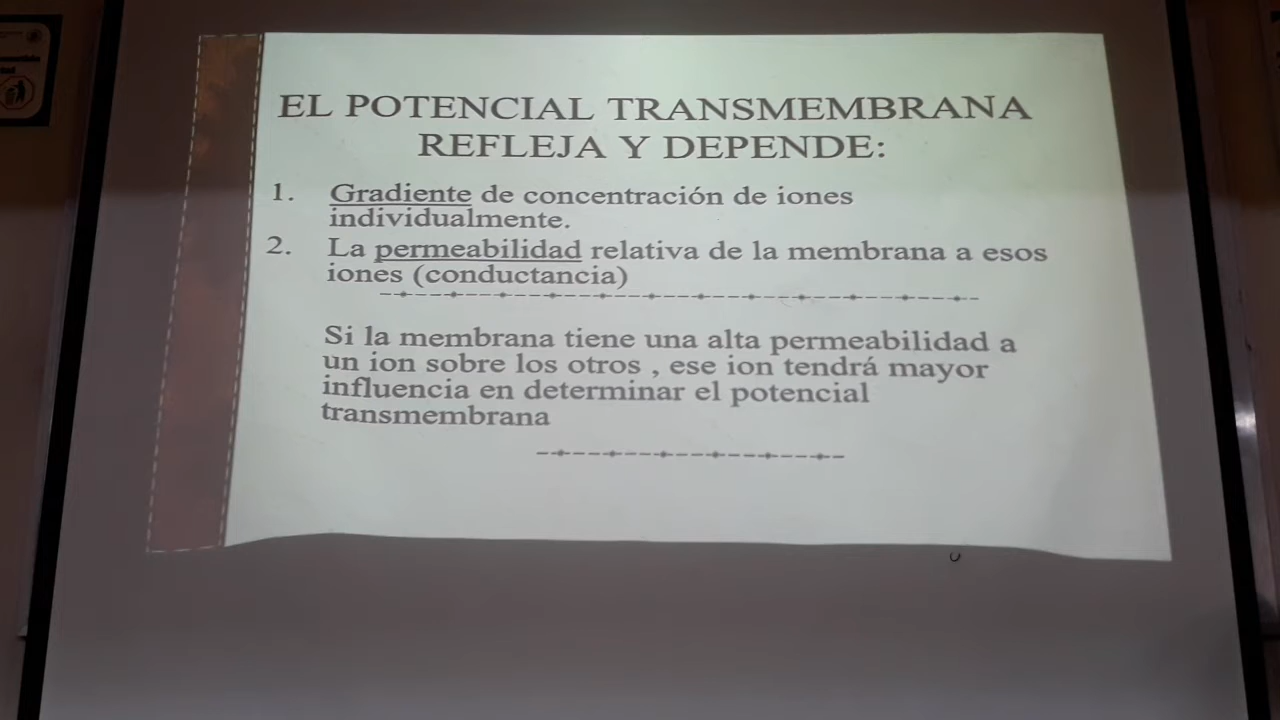 EL POTENCIAL TRANSMEMBRANA
REFLEJA Y DEPENDE:
1. Gradiente de concentración de iones
individualmente.
2. La permeabilidad relativa de la membrana a esos
iones (conductancia)
Si la membrana tiene una alta permeabilidad a
un ion sobre los otros , ese ion tendrá mayor
influencia en determinar el potencial
transmembrana